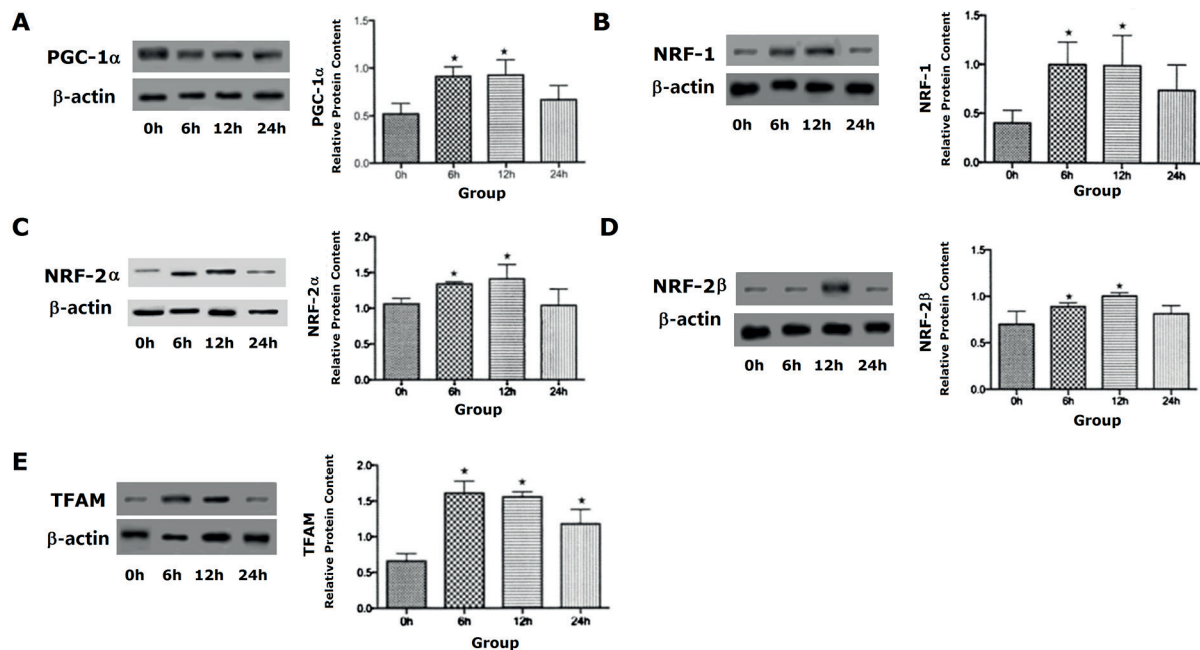 A
PGC-1α
β-actin
0h 6h 12h 24h
PGC-1α
Relative Protein Content
1.5
1.0
0.5
0.0
★ ★
0h 6h 12h 24h
Group
B
NRF-1
β-actin
0h 6h 12h 24h
NRF-1
Relative Protein Content
1.5
1.0
0.5
0.0
★ ★
0h 6h 12h 24h
Group
C
NRF-2α
β-actin
0h 6h 12h 24h
NRF-2α
Relative Protein Content
2.0
1.5
1.0
0.5
0.0
★ ★
0h 6h 12h 24h
Group
D
NRF-2β
β-actin
0h 6h 12h 24h
NRF-2β
Relative Protein Content
1.5
1.0
0.5
0.0
★ ★
0h 6h 12h 24h
Group
E
TFAM
β-actin
0h 6h 12h 24h
TFAM
Relative Protein Content
2.0
1.5
1.0
0.5
0.0
★ ★ ★
0h 6h 12h 24h
Group